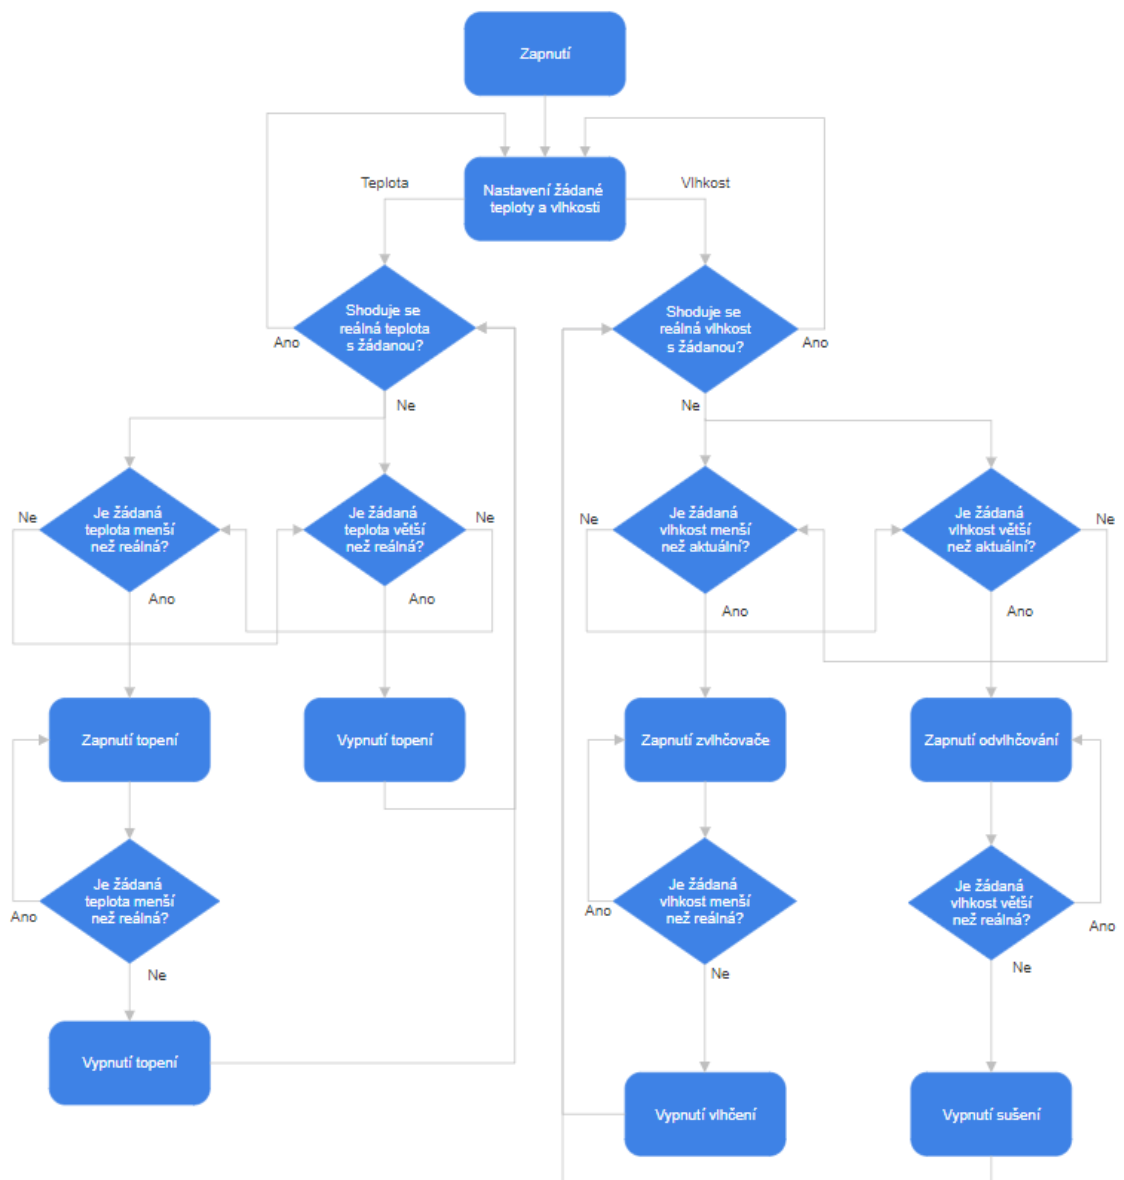 Zapnutí
Nastavení žádané
teploty a vlhkosti
Teplota
Vlhkost
Shoduje se
reálná teplota
s žádanou?
Ano
Ne
Shoduje se
reálná vlhkost
s žádanou?
Ano
Ne
Je žádaná
teplota menší
než reálná?
Ne
Ano
Je žádaná
teplota větší
než reálná?
Ne
Ano
Je žádaná
vlhkost menší
než aktuální?
Ne
Ano
Je žádaná
vlhkost větší
než aktuální?
Ne
Ano
Zapnutí topení
Vypnutí topení
Zapnutí zvlhčovače
Zapnutí odvlhčování
Je žádaná
teplota menší
než reálná?
Ano
Ne
Je žádaná
vlhkost menší
než reálná?
Ano
Ne
Je žádaná
vlhkost větší
než reálná?
Ano
Ne
Vypnutí topení
Vypnutí vlhčení
Vypnutí sušení